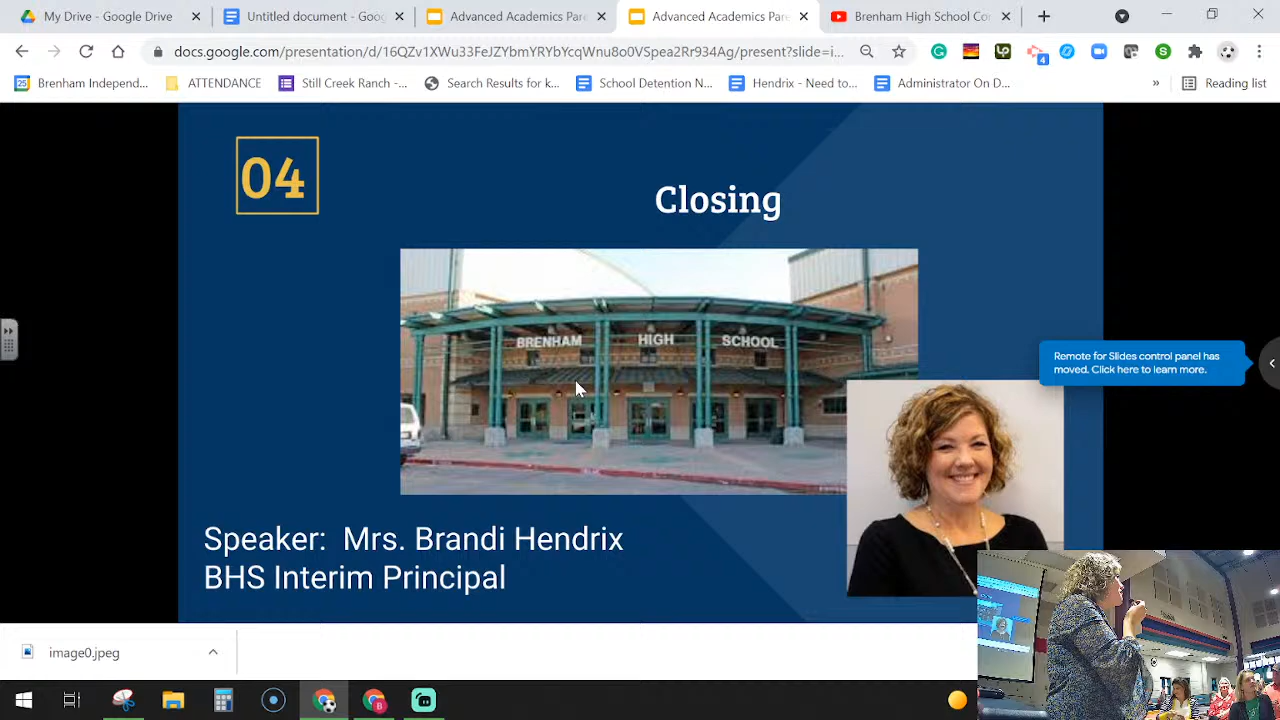 My Drive - Google Drive
Untitled document - Goog
Advanced Academics Pare
Advanced Academics Pare
Brenham High School Co
docs.google.com/presentation/d/16QZv1XWu33FeJZYbmYRYbYcqWnu8o0VSpea2Rr934Ag/present?slide=i...
4
25 Brenham Independ...
ATTENDANCE
Still Creek Ranch -...
Search Results for k...
School Detention N...
Hendrix - Need to...
Administrator On D...
»
Reading list
04
Closing
BRENHAM HIGH SCHOOL
Remote for Slides control panel has
moved. Click here to learn more.
Speaker: Mrs. Brandi Hendrix
BHS Interim Principal
image0.jpeg